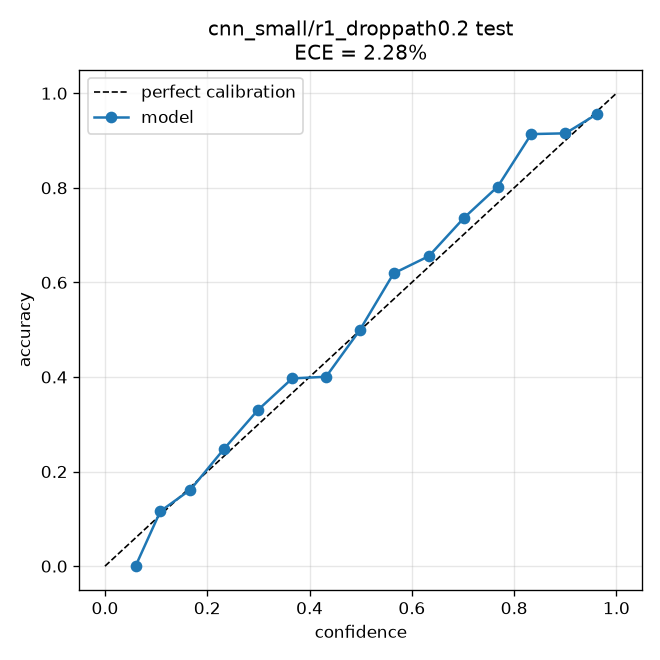 cnn_small/r1_droppath0.2 test
ECE = 2.28%
perfect calibration
model
1.0
0.8
0.6
0.4
0.2
0.0
accuracy
0.0 0.2 0.4 0.6 0.8 1.0
confidence